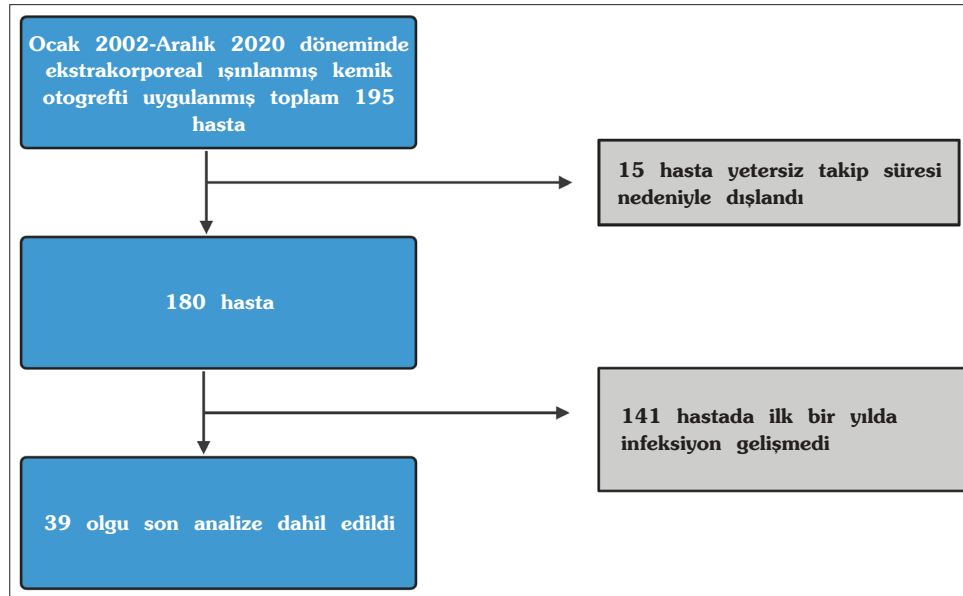 Ocak 2002-Aralık 2020 döneminde
ekstrakorporeal ışınlanmış kemik
otogrefti uygulanmış toplam 195
hasta
15 hasta yetersiz takip süresi
nedeniyle dışlandı
180 hasta
141 hastada ilk bir yılda
infeksiyon gelişmedi
39 olgu son analize dahil edildi